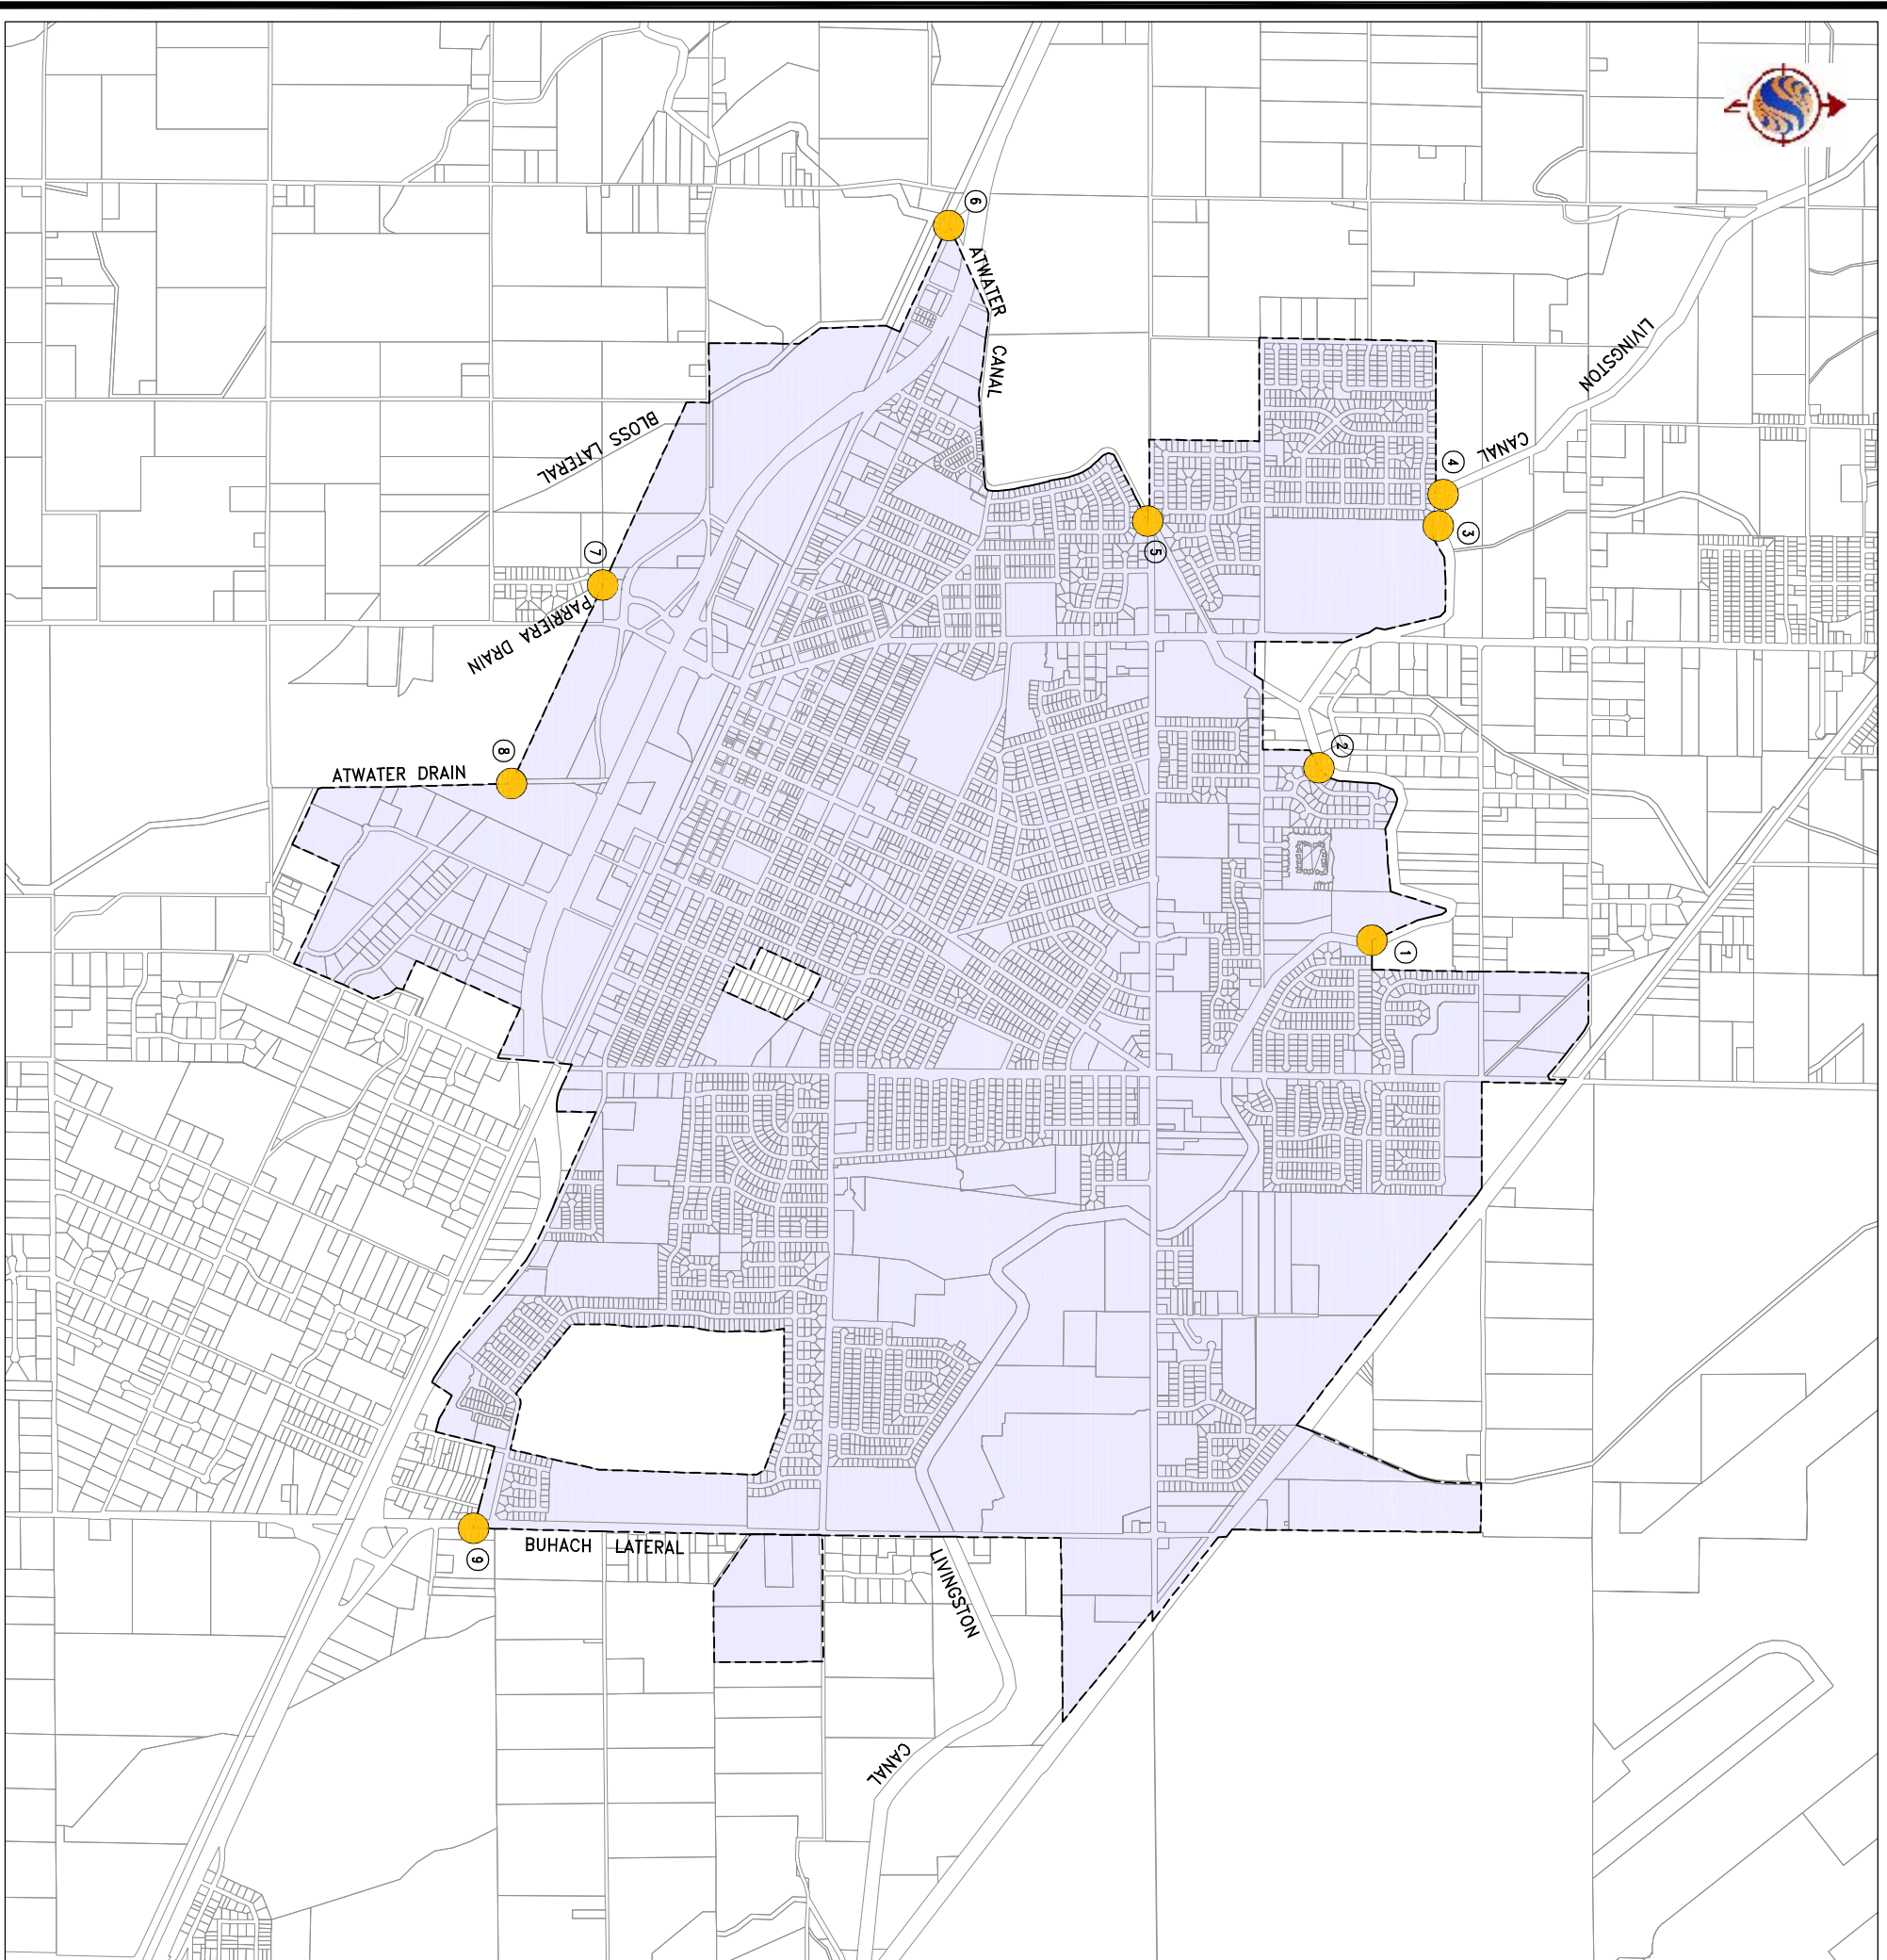 6
ATWATER
CANAL
LIVINGSTON
CANAL
4
3
5
BLOSS LATERAL
7
PARRIERA DRAIN
2
8
ATWATER DRAIN
1
BUHACH LATERAL
9
LIVINGSTON
CANAL